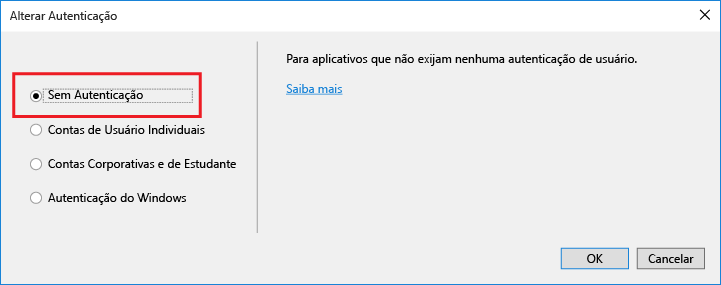 Alterar Autenticação
Para aplicativos que não exijam nenhuma autenticação de usuário.
Saiba mais
Sem Autenticação
Contas de Usuário Individuais
Contas Corporativas e de Estudante
Autenticação do Windows
OK
Cancelar